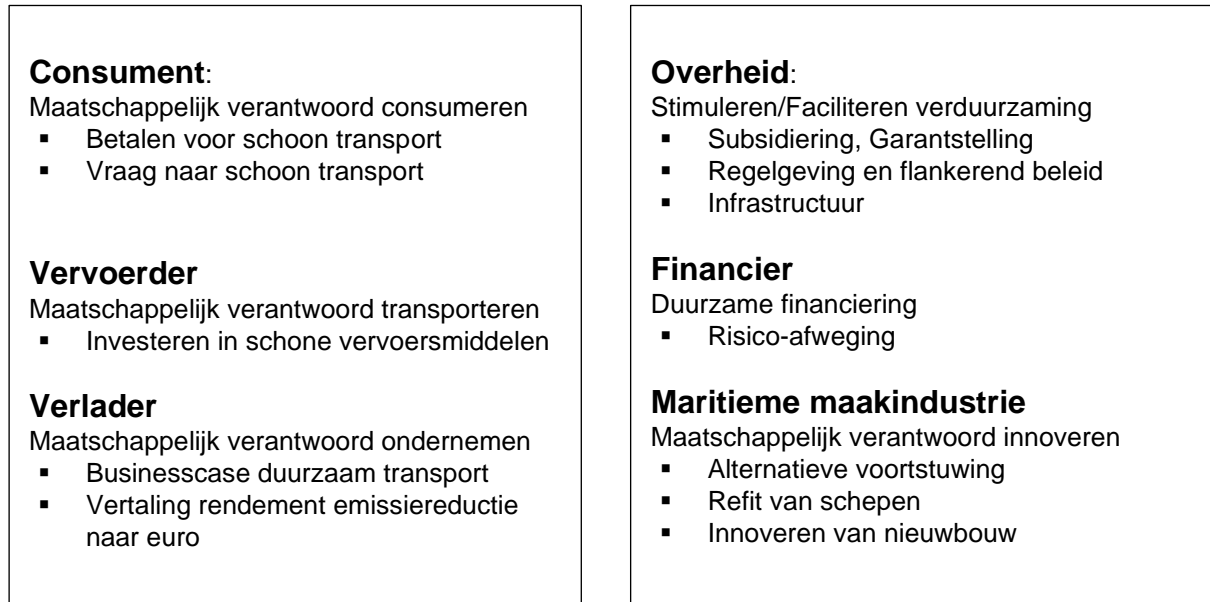 Consument:
Maatschappelijk verantwoord consumeren
▪ Betalen voor schoon transport
▪ Vraag naar schoon transport
Vervoerder
Maatschappelijk verantwoord transporteren
▪ Investeren in schone vervoersmiddelen
Verlader
Maatschappelijk verantwoord ondernemen
▪ Businesscase duurzaam transport
▪ Vertaling rendement emissiereductie
naar euro
Overheid:
Stimuleren/Faciliteren verduurzaming
▪ Subsidiering, Garantstelling
▪ Regelgeving en flankerend beleid
▪ Infrastructuur
Financier
Duurzame financiering
▪ Risico-afweging
Maritieme maakindustrie
Maatschappelijk verantwoord innoveren
▪ Alternatieve voortstuwing
▪ Refit van schepen
▪ Innoveren van nieuwbouw